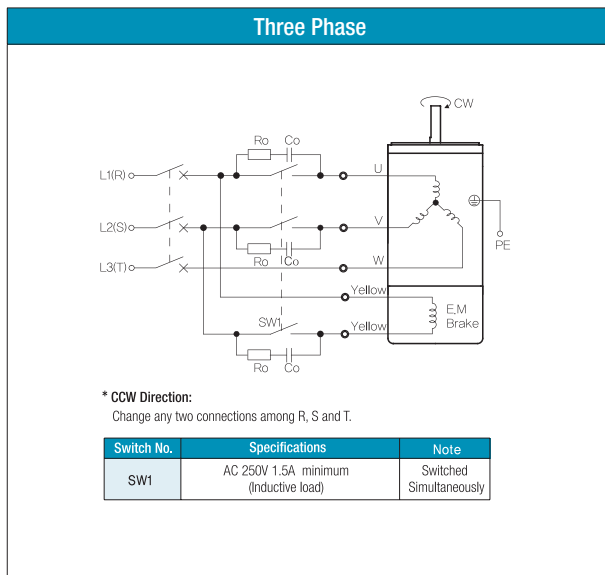 Three Phase
CW
Ro Co
L1(R) U
L2(S) V
PE
Ro Co
L3(T) W
Yellow
E,M
Brake
SW1 Yellow
Ro Co
* CCW Direction:
Change any two connections among R, S and T.
Switch No. Specifications Note
SW1 AC 250V 1.5A minimum
(Inductive load) Switched
Simultaneously